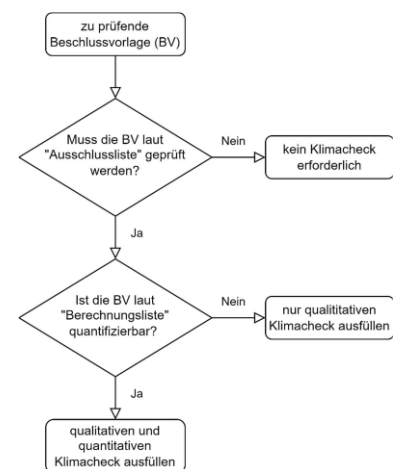 zu prüfende
Beschlussvorlage (BV)
Muss die BV laut
"Ausschlussliste" geprüft
werden?
Nein
kein Klimacheck
erforderlich
Ja
Ist die BV laut
"Berechnungsliste"
quantifizierbar?
Nein
nur qualititativen
Klimacheck ausfüllen
Ja
qualitativen und
quantitativen
Klimacheck ausfüllen